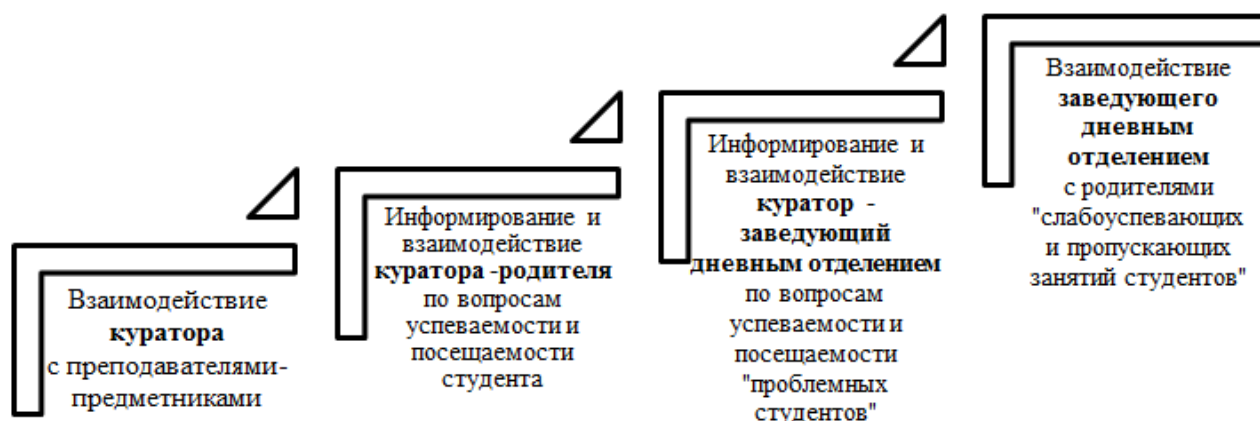 Взаимодействие
куратора
с преподавателями-
предметниками
Информирование и
взаимодействие
куратора -родителя
по вопросам
успеваемости и
посещаемости
студента
Информирование и
взаимодействие
куратор -
заведующий
дневным отделением
по вопросам
успеваемости и
посещаемости
"проблемных
студентов"
Взаимодействие
заведующего
дневным
отделением
с родителями
"слабоуспевающих
и пропускающих
занятий студентов"